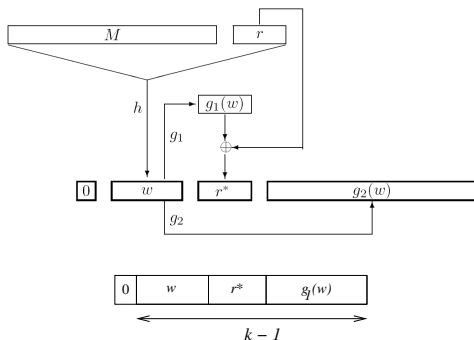 M r
h g₁(w)
g₁
⊕
0 w r* g₂(w)
g₂
0 w r* g₁(w)
k – 1